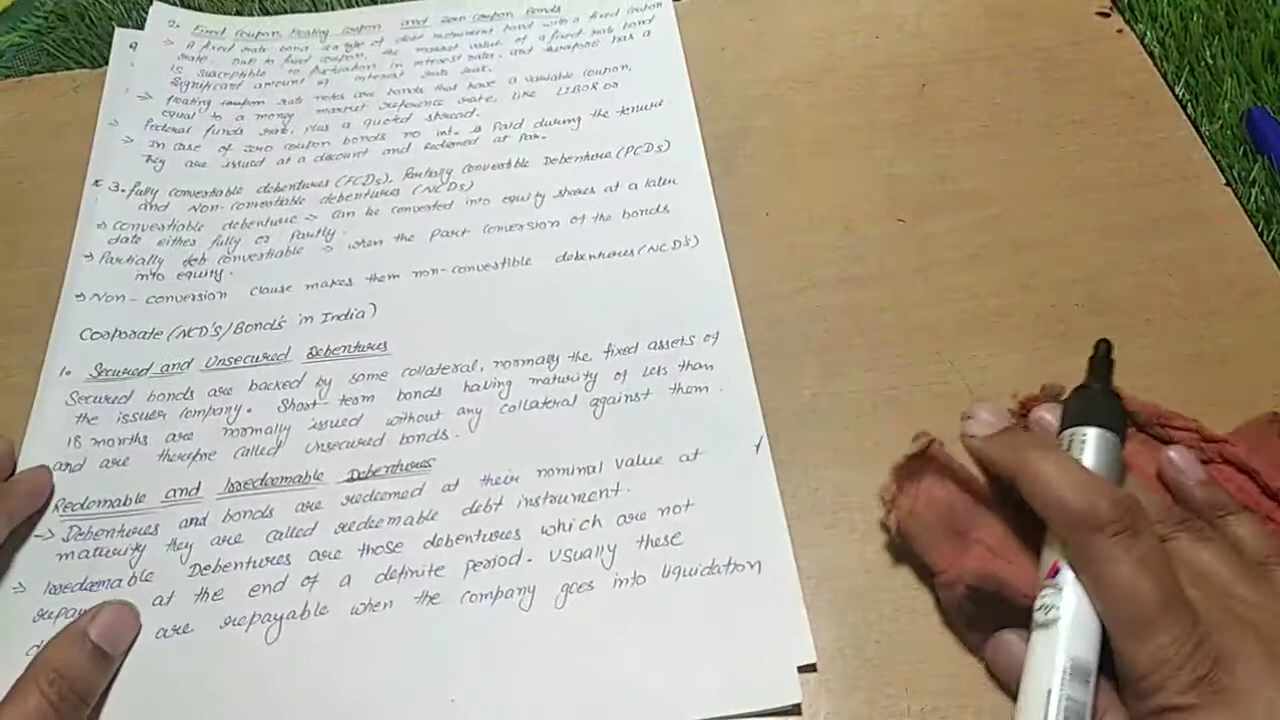 2. Fixed Coupon, Floating Coupon and Zero Coupon Bonds
→ A fixed rate bond is a type of debt instrument bond with a fixed coupon
rate. due to fixed coupon, the market value of a fixed rate bond
is susceptible to fluctuation in interest rates, and therefore has a
Significant amount of interest rate risk.
→ floating coupon rate notes are bonds that have a variable coupon,
equal to a money market reference rate, like LIBOR or
Federal funds rate, plus a quoted spread.
→ In case of zero coupon bonds no int. is Paid during the tenure
They are issued at a discount and Redeemed at Par.
3. fully convertiable debentures (FCDs), Partially convertible Debenture (PCDs)
and Non-convertiable debentures (NCDs)
→ Convertiable debenture → can be converted into equity shares at a later
date either fully or Partly.
→ Partially deb convertiable → when the part conversion of the bonds
into equity.
→ Non-conversion clause makes them non-convertible debentures (NCD's)
Corporate (NCD'S/Bond's in India)
1. Secured and Unsecured Debentures
Secured bonds are backed by some collateral, normally the fixed assets of
the issuer company. Short-term bonds having maturity of less than
18 months are normally issued without any collateral against them.
and are therefore called Unsecured bonds.
Redemable and Irredeemable Debentures
→ Debentures and bonds are redeemed at their nominal value at
maturity they are called redeemable debt instrument.
→ Irredeemable Debentures are those debentures which are not
repay at the end of a definite period. Usually these
are repayable when the company goes into liquidation